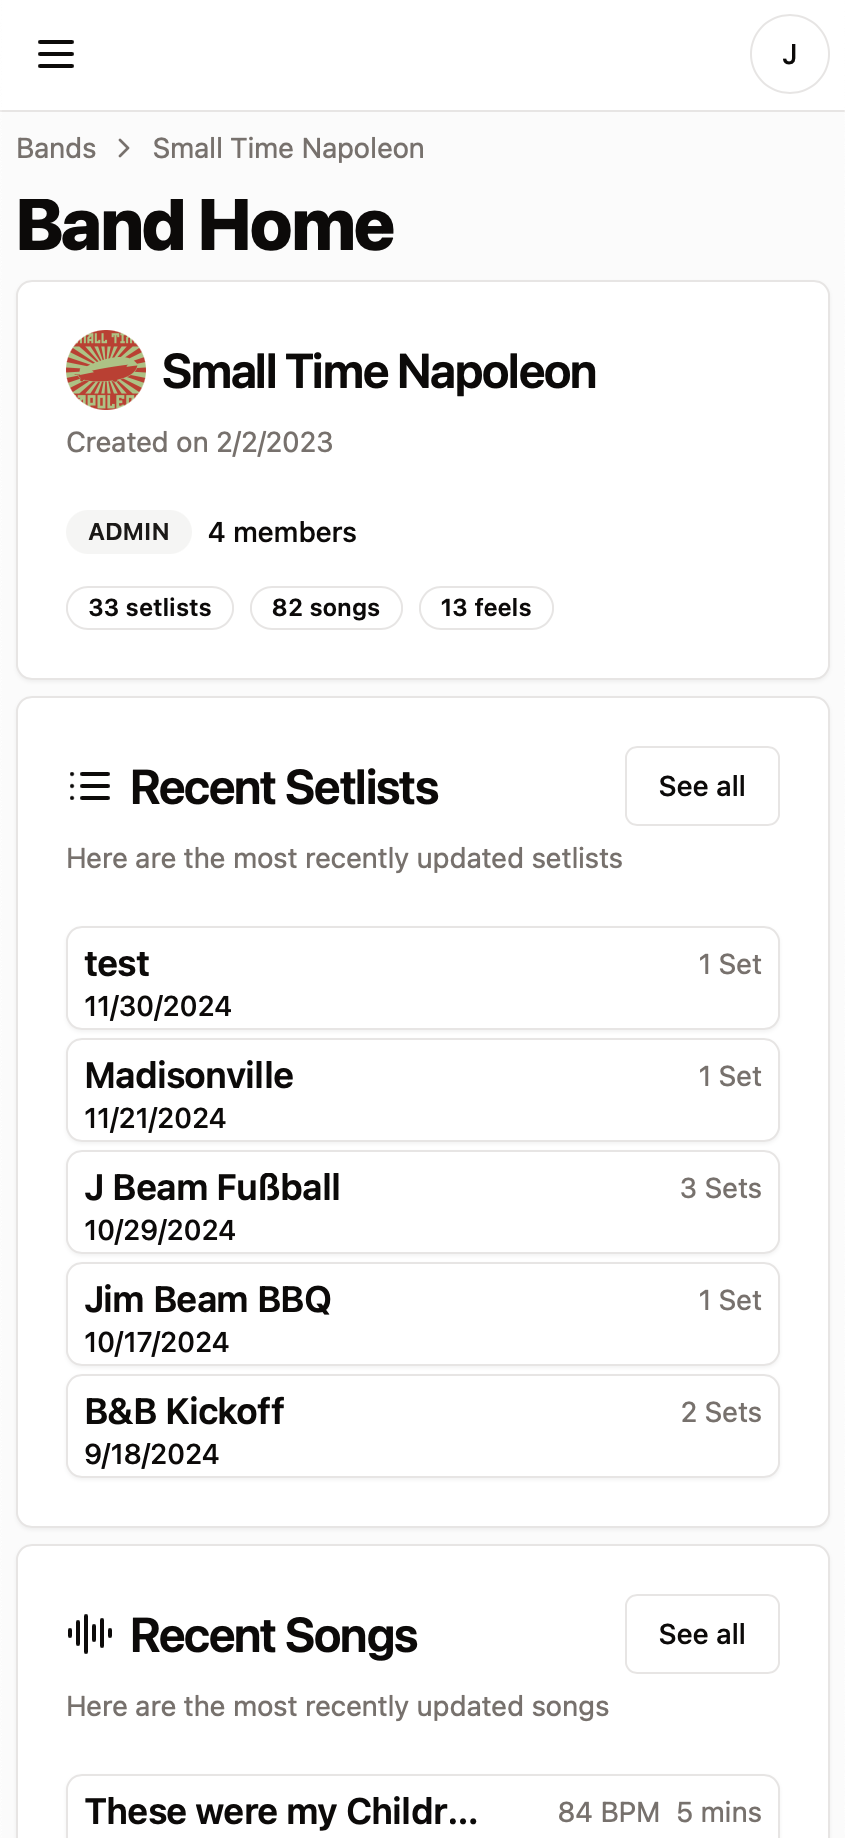 J
Bands > Small Time Napoleon
Band Home
Small Time Napoleon
Created on 2/2/2023
ADMIN 4 members
33 setlists 82 songs 13 feels
Recent Setlists See all
Here are the most recently updated setlists
test 1 Set
11/30/2024
Madisonville 1 Set
11/21/2024
J Beam Fußball 3 Sets
10/29/2024
Jim Beam BBQ 1 Set
10/17/2024
B&B Kickoff 2 Sets
9/18/2024
Recent Songs See all
Here are the most recently updated songs
These were my Childr... 84 BPM 5 mins